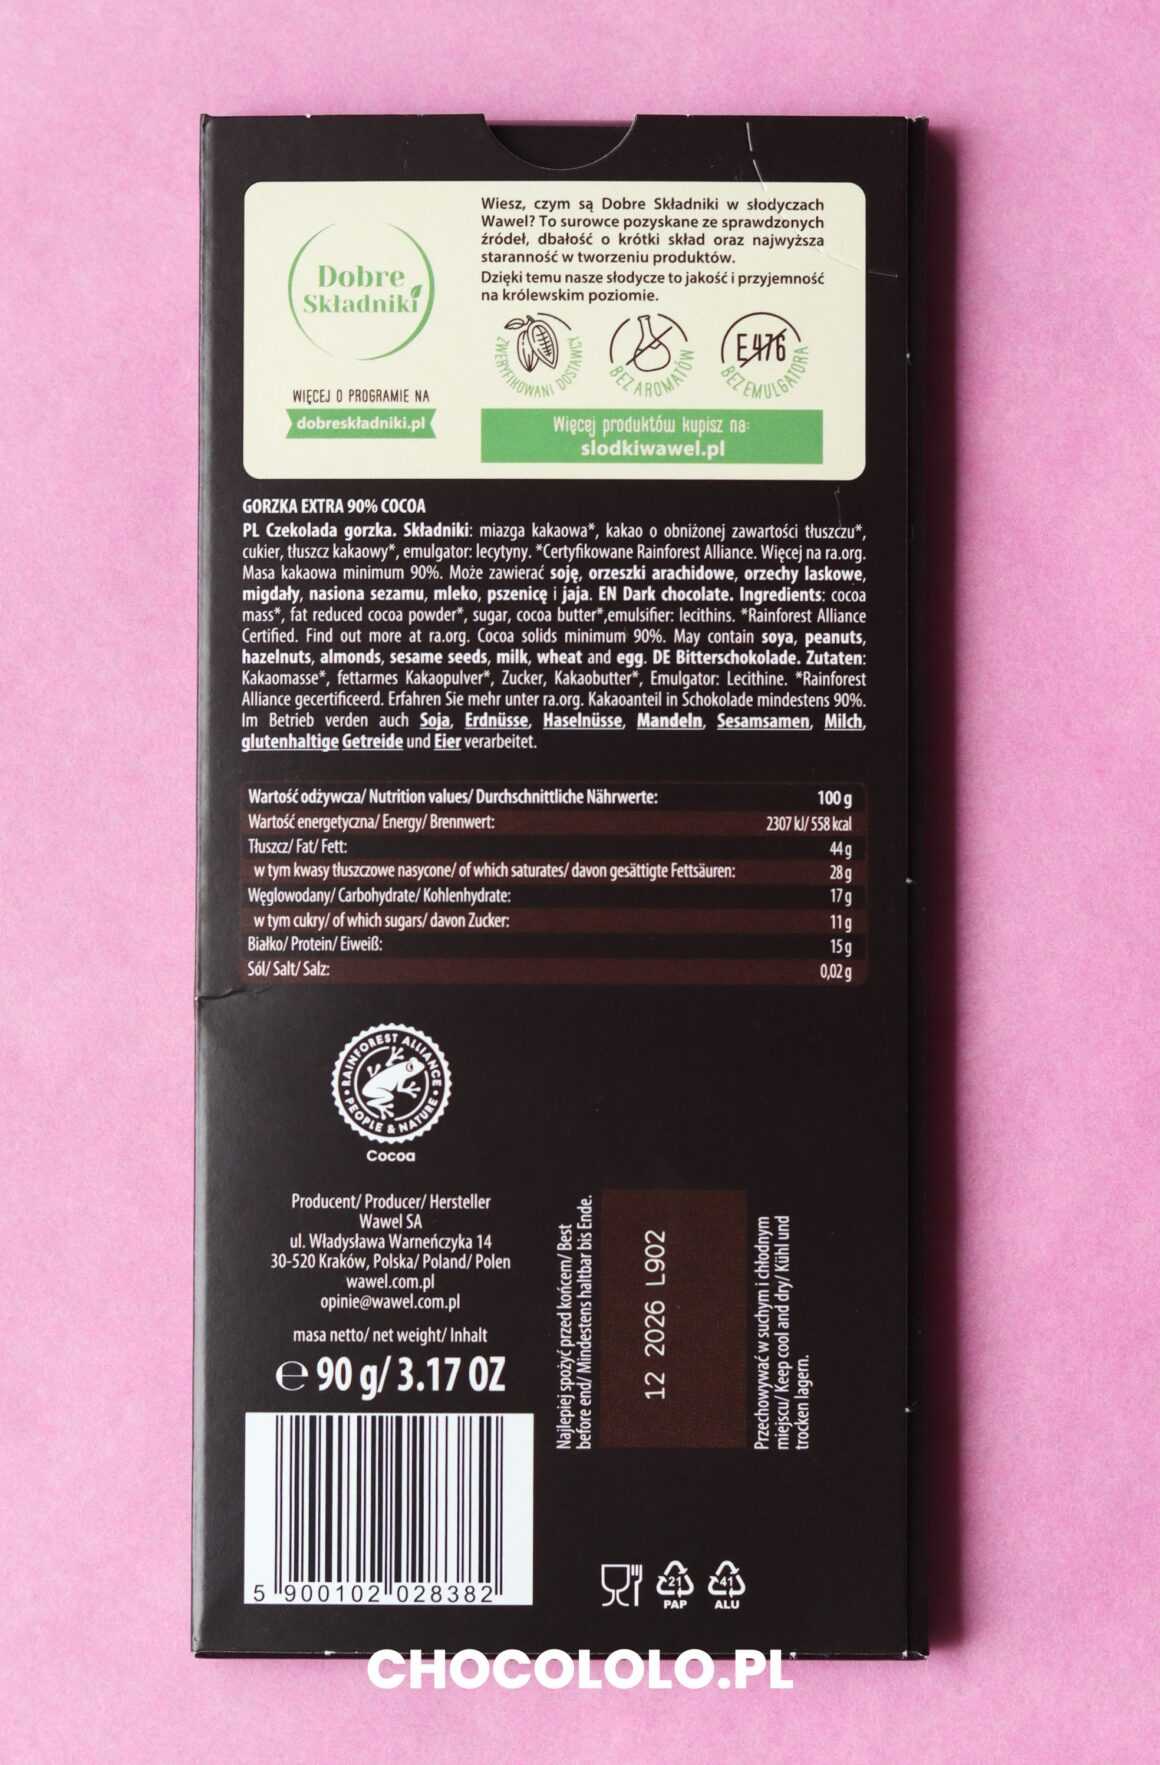 Dobre
Składniki
WIĘCEJ O PROGRAMIE NA
dobreskładniki.pl
Wiesz, czym są Dobre Składniki w słodyczach
Wawel? To surowce pozyskane ze sprawdzonych
źródeł, dbałość o krótki skład oraz najwyższa
staranność w tworzeniu produktów.
Dzięki temu nasze słodycze to jakość i przyjemność
na królewskim poziomie.
ZWERYFIKOWANI DOSTAWCY
BEZ AROMATÓW
E476
BEZ EMULGATORA
Więcej produktów kupisz na:
slodkiwawel.pl
GORZKA EXTRA 90% COCOA
PL Czekolada gorzka. Składniki: miazga kakaowa*, kakao o obniżonej zawartości tłuszczu*,
cukier, tłuszcz kakaowy*, emulgator: lecytyny. *Certyfikowane Rainforest Alliance. Więcej na ra.org.
Masa kakaowa minimum 90%. Może zawierać soję, orzeszki arachidowe, orzechy laskowe,
migdały, nasiona sezamu, mleko, pszenicę i jaja. EN Dark chocolate. Ingredients: cocoa
mass*, fat reduced cocoa powder*, sugar, cocoa butter*,emulsifier: lecithins. *Rainforest Alliance
Certified. Find out more at ra.org. Cocoa solids minimum 90%. May contain soya, peanuts,
hazelnuts, almonds, sesame seeds, milk, wheat and egg. DE Bitterschokolade. Zutaten:
Kakaomasse*, fettarmes Kakaopulver*, Zucker, Kakaobutter*, Emulgator: Lecithine. *Rainforest
Alliance gecertificeerd. Erfahren Sie mehr unter ra.org. Kakaoanteil in Schokolade mindestens 90%.
Im Betrieb verden auch Soja, Erdnüsse, Haselnüsse, Mandeln, Sesamsamen, Milch,
glutenhaltige Getreide und Eier verarbeitet.
Wartość odżywcza/ Nutrition values/ Durchschnittliche Nährwerte: 100 g
Wartość energetyczna/ Energy/ Brennwert: 2307 kJ/ 558 kcal
Tłuszcz/ Fat/ Fett: 44 g
w tym kwasy tłuszczowe nasycone/ of which saturates/ davon gesättigte Fettsäuren: 28 g
Węglowodany/ Carbohydrate/ Kohlenhydrate: 17 g
w tym cukry/ of which sugars/ davon Zucker: 11 g
Białko/ Protein/ Eiweiß: 15 g
Sól/ Salt/ Salz: 0,02 g
RAINFOREST ALLIANCE
PEOPLE & NATURE
Cocoa
Producent/ Producer/ Hersteller
Wawel SA
ul. Władysława Warneńczyka 14
30-520 Kraków, Polska/ Poland/ Polen
wawel.com.pl
opinie@wawel.com.pl
masa netto/ net weight/ Inhalt
℮ 90 g/ 3.17 OZ
5 900102 028382
Najlepiej spożyć przed końcem/ Best
before end/ Mindestens haltbar bis Ende.
12 2026 L902
Przechowywać w suchym i chłodnym
miejscu/ Keep cool and dry/ Kühl und
trocken lagern.
21
PAP
41
ALU
CHOCOLOLO.PL